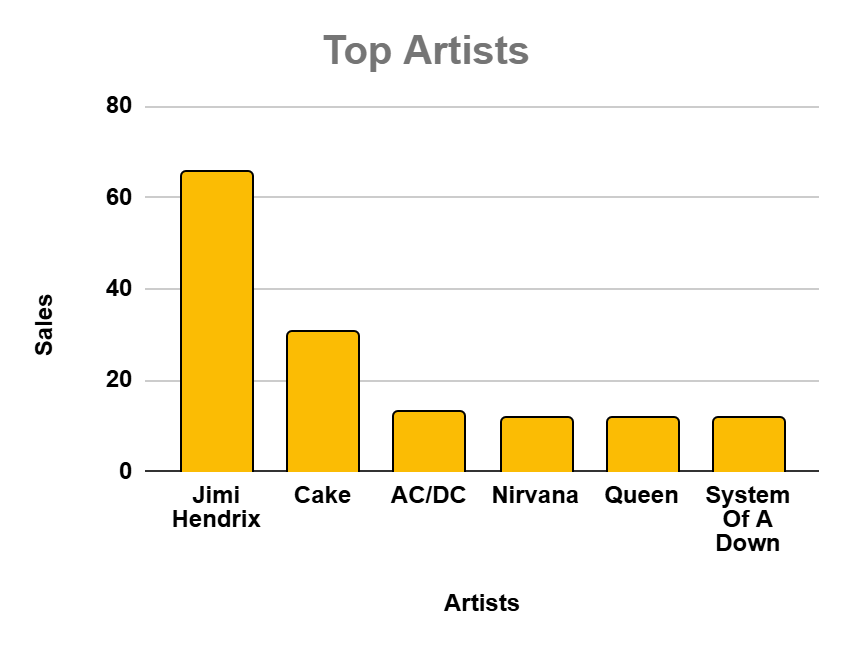 Top Artists
80
60
40
20
0
Sales
Jimi
Hendrix
Cake
AC/DC
Nirvana
Queen
System
Of A
Down
Artists